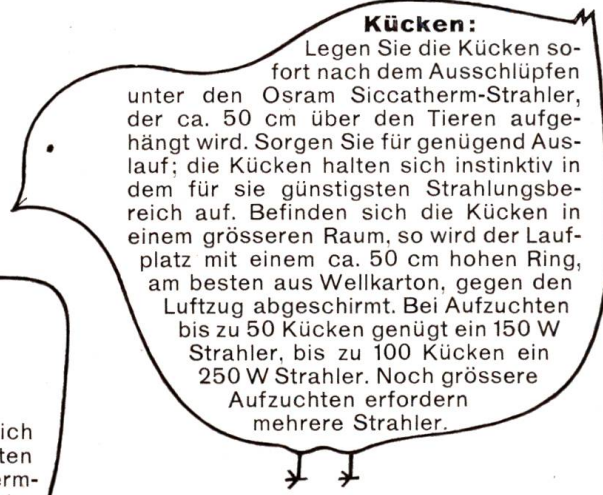 Kücken:
Legen Sie die Kücken so-
fort nach dem Ausschlüpfen
unter den Osram Siccatherm-Strahler,
der ca. 50 cm über den Tieren aufge-
hängt wird. Sorgen Sie für genügend Aus-
lauf; die Kücken halten sich instinktiv in
dem für sie günstigsten Strahlungsbe-
reich auf. Befinden sich die Kücken in
einem grösseren Raum, so wird der Lauf-
platz mit einem ca. 50 cm hohen Ring,
am besten aus Wellkarton, gegen den
Luftzug abgeschirmt. Bei Aufzuchten
bis zu 50 Kücken genügt ein 150 W
Strahler, bis zu 100 Kücken ein
250 W Strahler. Noch grössere
Aufzuchten erfordern
mehrere Strahler.
ich
ten
erm-